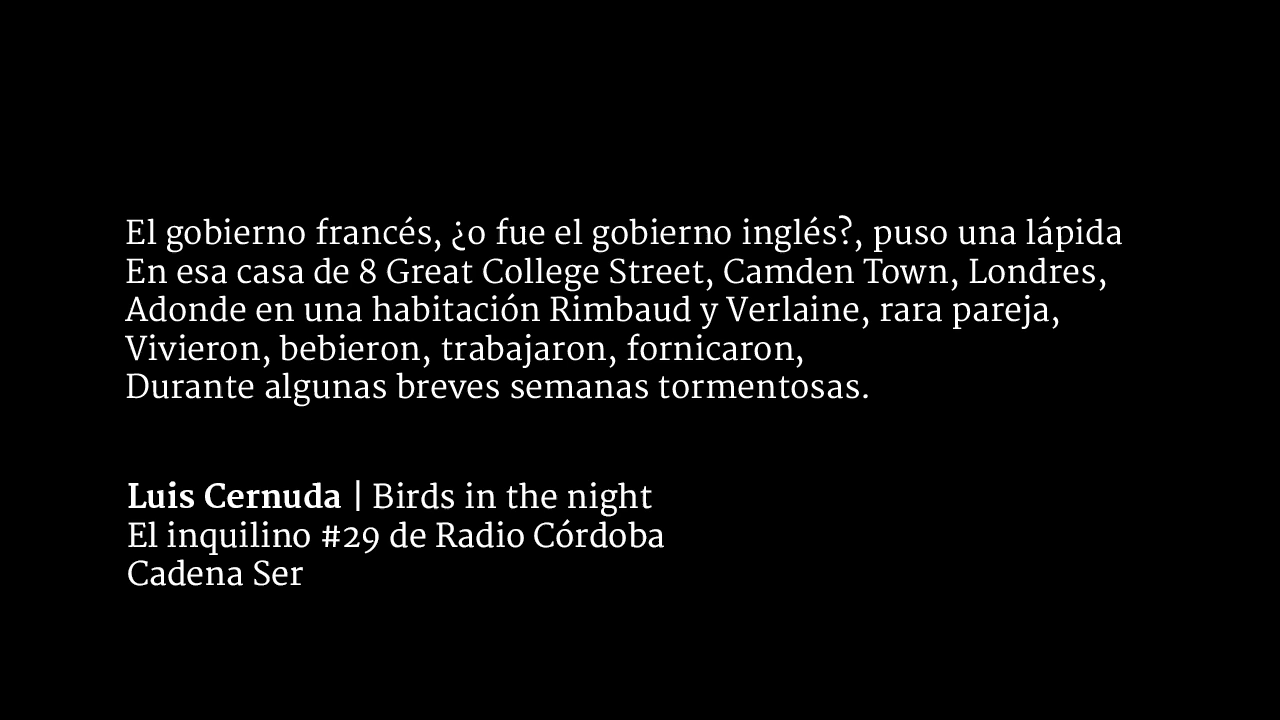 El gobierno francés, ¿o fue el gobierno inglés?, puso una lápida
En esa casa de 8 Great College Street, Camden Town, Londres,
Adonde en una habitación Rimbaud y Verlaine, rara pareja,
Vivieron, bebieron, trabajaron, fornicaron,
Durante algunas breves semanas tormentosas.
Luis Cernuda | Birds in the night
El inquilino #29 de Radio Córdoba
Cadena Ser